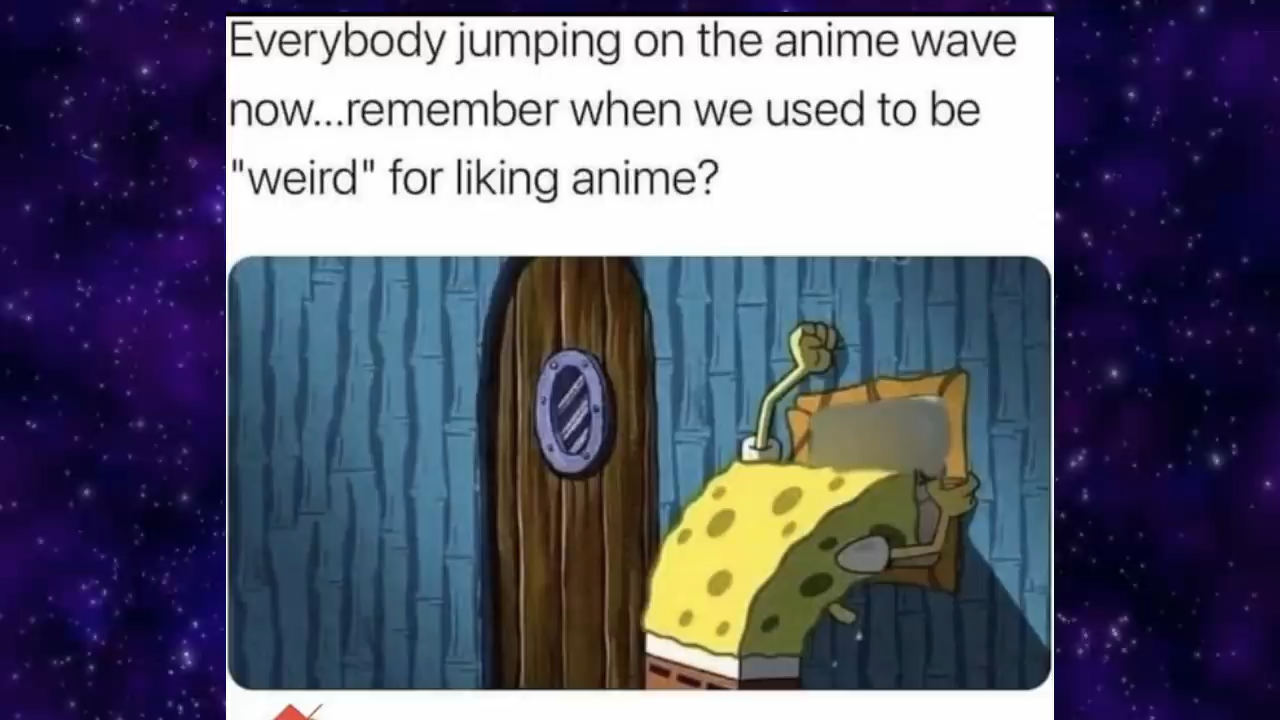 Everybody jumping on the anime wave
now...remember when we used to be
"weird" for liking anime?